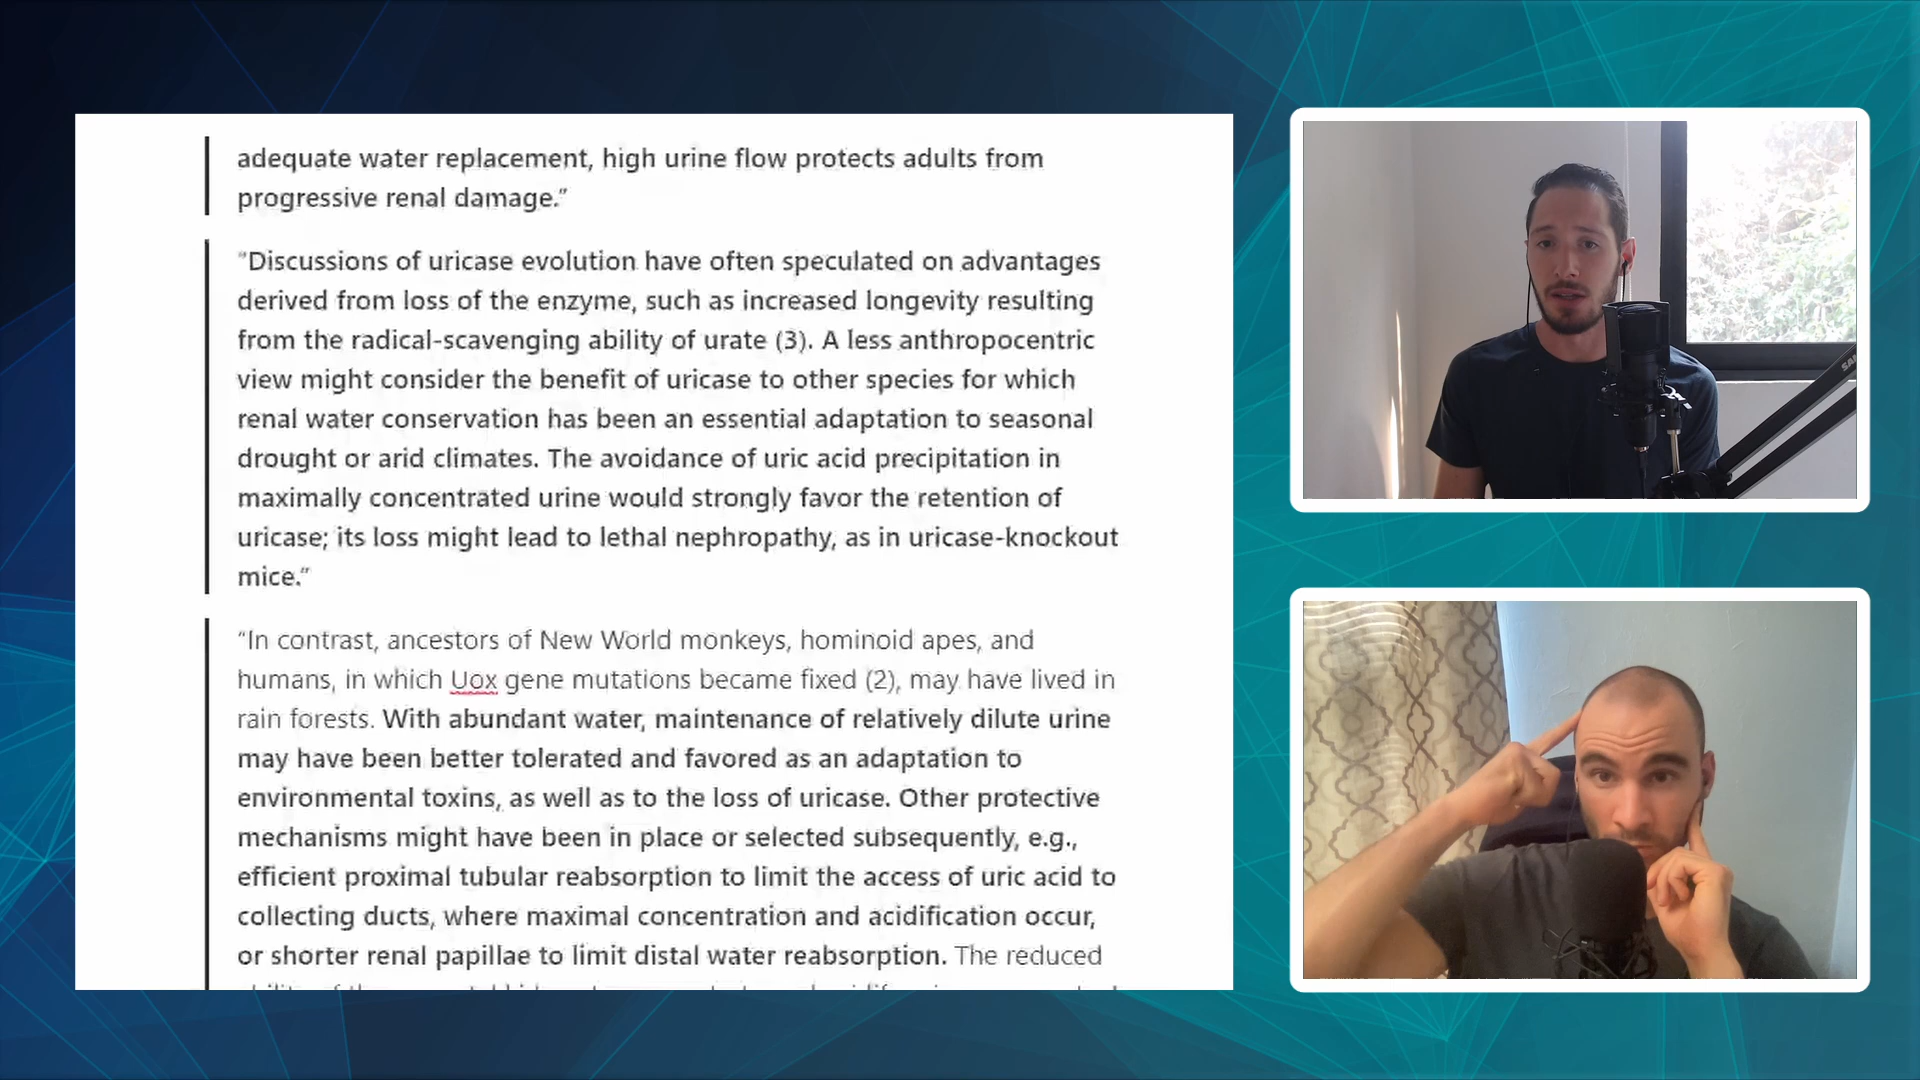 adequate water replacement, high urine flow protects adults from
progressive renal damage.”
“Discussions of uricase evolution have often speculated on advantages
derived from loss of the enzyme, such as increased longevity resulting
from the radical-scavenging ability of urate (3). A less anthropocentric
view might consider the benefit of uricase to other species for which
renal water conservation has been an essential adaptation to seasonal
drought or arid climates. The avoidance of uric acid precipitation in
maximally concentrated urine would strongly favor the retention of
uricase; its loss might lead to lethal nephropathy, as in uricase-knockout
mice.”
“In contrast, ancestors of New World monkeys, hominoid apes, and
humans, in which Uox gene mutations became fixed (2), may have lived in
rain forests. With abundant water, maintenance of relatively dilute urine
may have been better tolerated and favored as an adaptation to
environmental toxins, as well as to the loss of uricase. Other protective
mechanisms might have been in place or selected subsequently, e.g.,
efficient proximal tubular reabsorption to limit the access of uric acid to
collecting ducts, where maximal concentration and acidification occur,
or shorter renal papillae to limit distal water reabsorption. The reduced